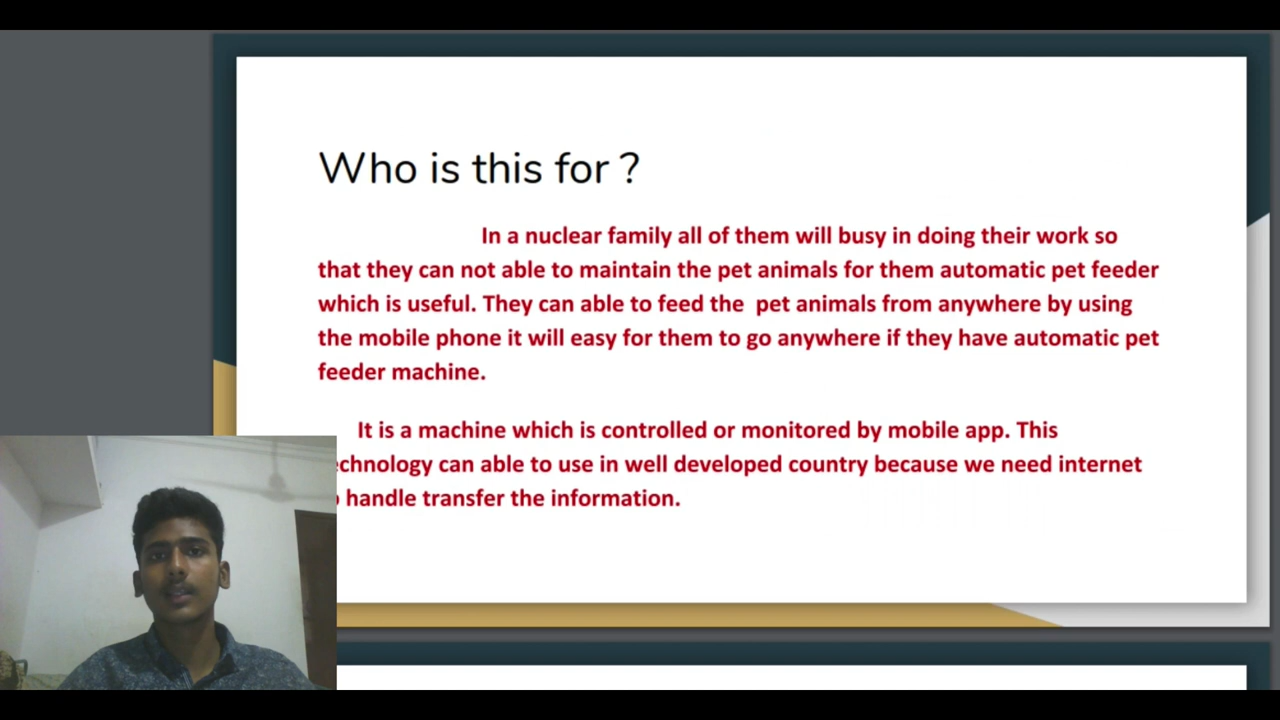 Who is this for ?
In a nuclear family all of them will busy in doing their work so
that they can not able to maintain the pet animals for them automatic pet feeder
which is useful. They can able to feed the pet animals from anywhere by using
the mobile phone it will easy for them to go anywhere if they have automatic pet
feeder machine.
It is a machine which is controlled or monitored by mobile app. This
echnology can able to use in well developed country because we need internet
handle transfer the information.